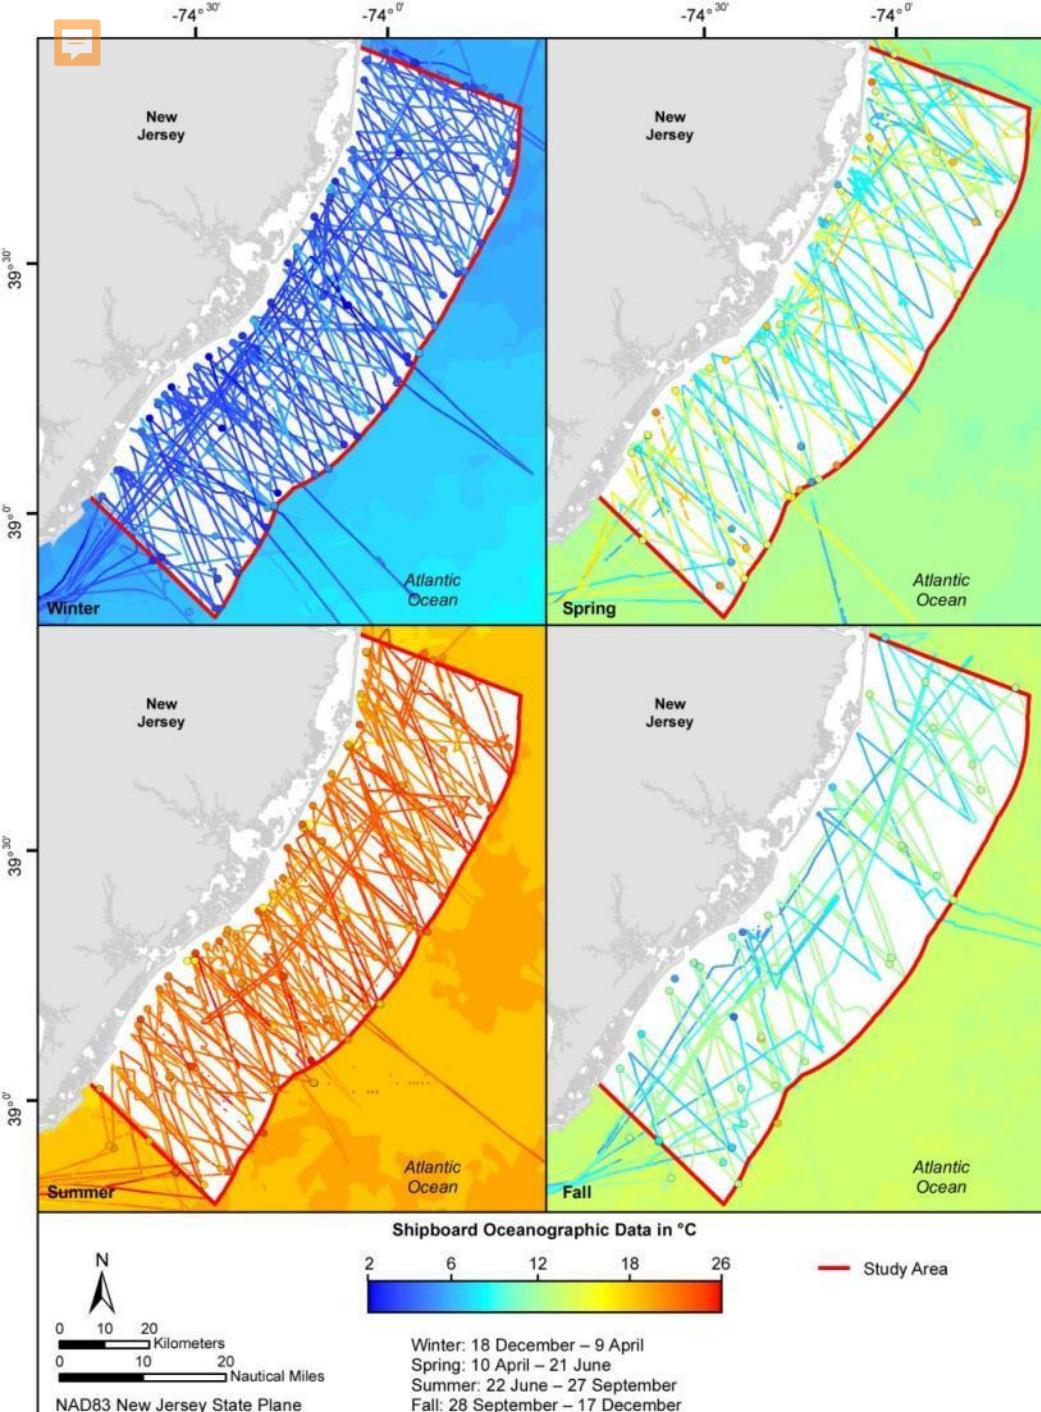 -74°30' -74°0' -74°30' -74°0'
New
Jersey
New
Jersey
39°30'
39°0'
Atlantic
Ocean
Winter
Atlantic
Ocean
Spring
New
Jersey
New
Jersey
39°30'
39°0'
Atlantic
Ocean
Summer
Atlantic
Ocean
Fall
Shipboard Oceanographic Data in °C
2 6 12 18 26
Study Area
N
0 10 20
Kilometers
0 10 20
Nautical Miles
NAD83 New Jersey State Plane
Winter: 18 December – 9 April
Spring: 10 April – 21 June
Summer: 22 June – 27 September
Fall: 28 September – 17 December